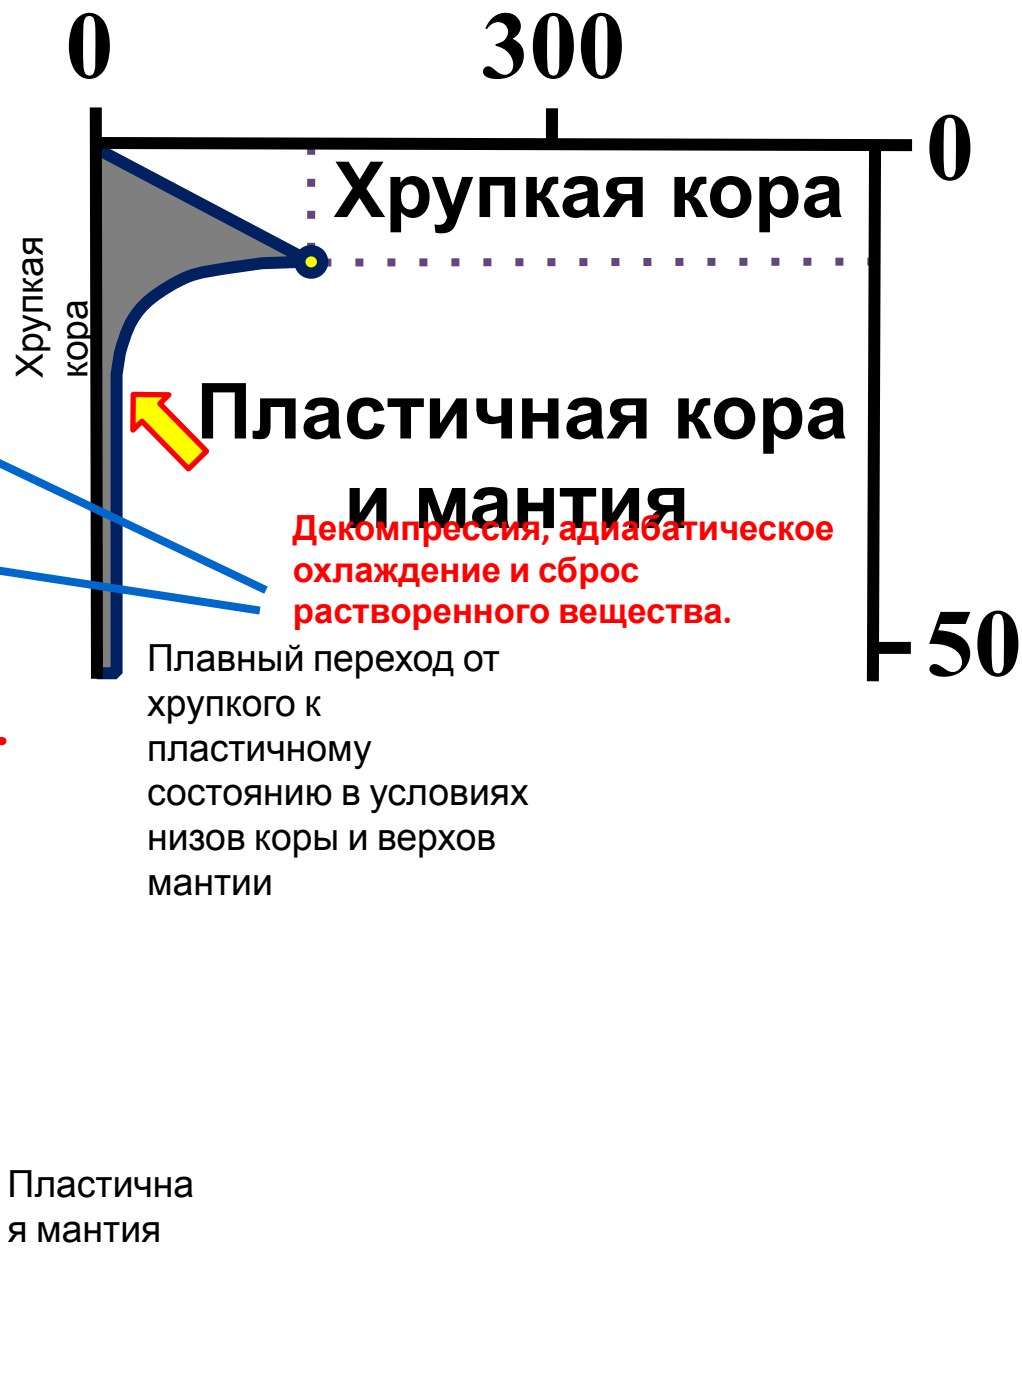 0
300
0
Хрупкая кора
Хрупкая
кора
Пластичная кора
и мантия
Декомпрессия, адиабатическое
охлаждение и сброс
растворенного вещества.
50
Плавный переход от
хрупкого к
пластичному
состоянию в условиях
низов коры и верхов
мантии
Пластична
я мантия